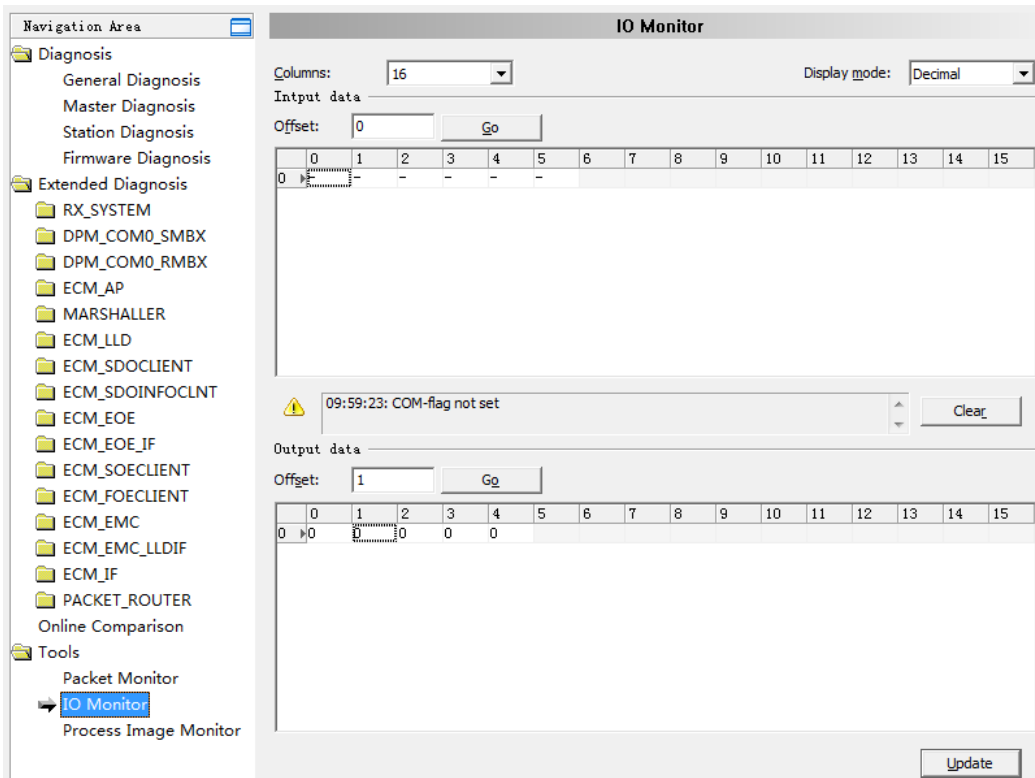 Navigation Area
Diagnosis
General Diagnosis
Master Diagnosis
Station Diagnosis
Firmware Diagnosis
Extended Diagnosis
RX_SYSTEM
DPM_COM0_SMBX
DPM_COM0_RMBX
ECM_AP
MARSHALLER
ECM_LLD
ECM_SDOCLIENT
ECM_SDOINFOCLNT
ECM_EOE
ECM_EOE_IF
ECM_SOECLIENT
ECM_FOECLIENT
ECM_EMC
ECM_EMC_LLDIF
ECM_IF
PACKET_ROUTER
Online Comparison
Tools
Packet Monitor
IO Monitor
Process Image Monitor
IO Monitor
Columns: 16 Display mode: Decimal
Intput data
Offset: 0 Go
0 1 2 3 4 5 6 7 8 9 10 11 12 13 14 15
0 - - - - - -
09:59:23: COM-flag not set Clear
Output data
Offset: 1 Go
0 1 2 3 4 5 6 7 8 9 10 11 12 13 14 15
0 0 0 0 0 0
Update